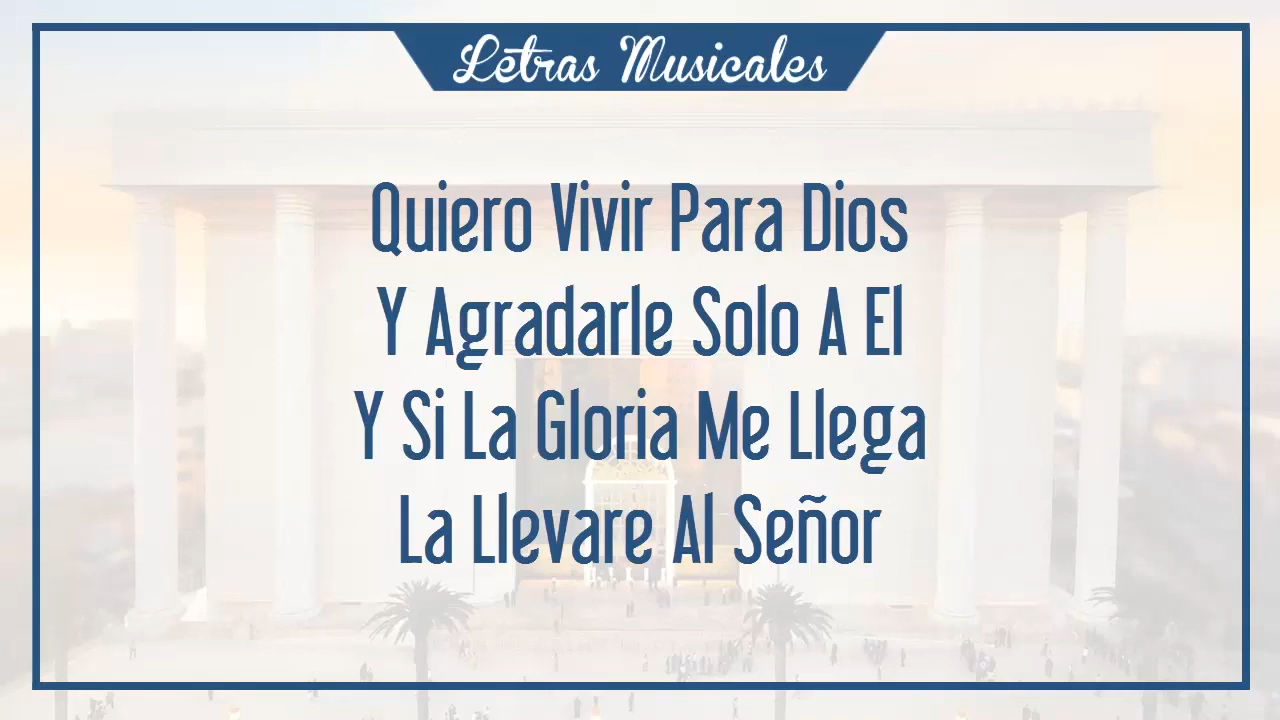 Letras Musicales
Quiero Vivir Para Dios
Y Agradarle Solo A El
Y Si La Gloria Me Llega
La Llevare Al Señor